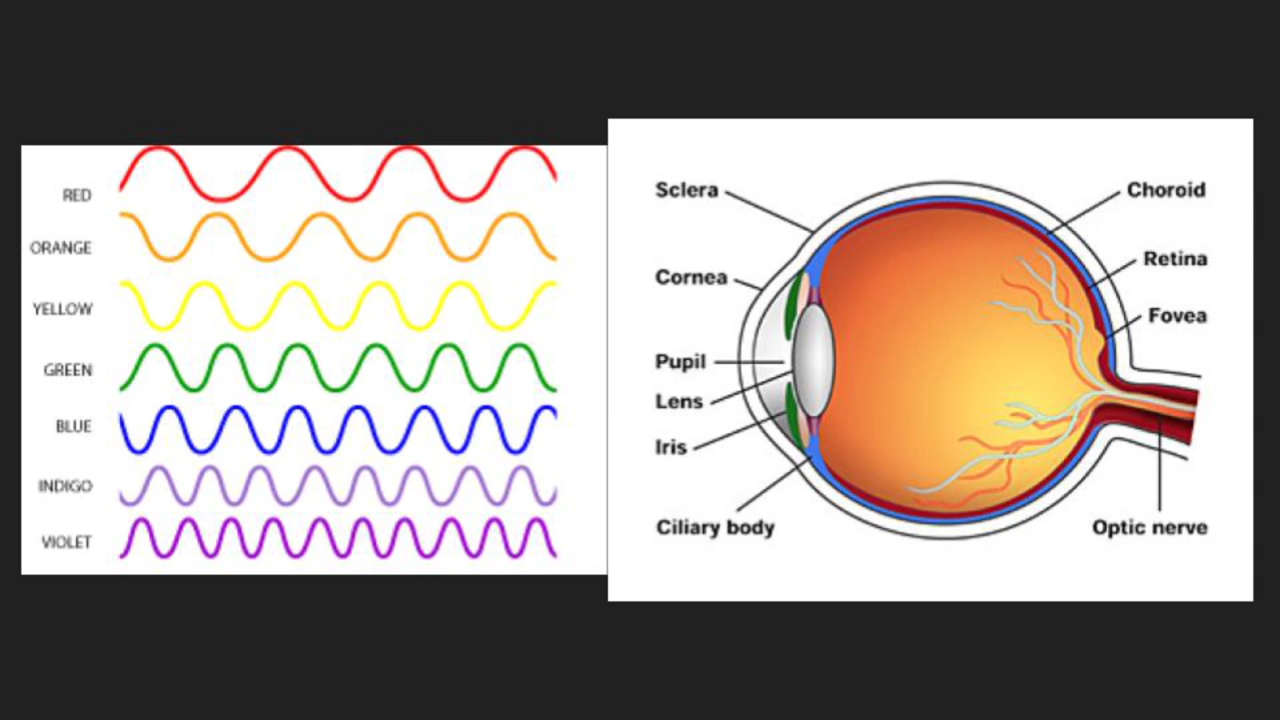 RED
ORANGE
YELLOW
GREEN
BLUE
INDIGO
VIOLET
Sclera
Cornea
Pupil
Lens
Iris
Ciliary body
Choroid
Retina
Fovea
Optic nerve